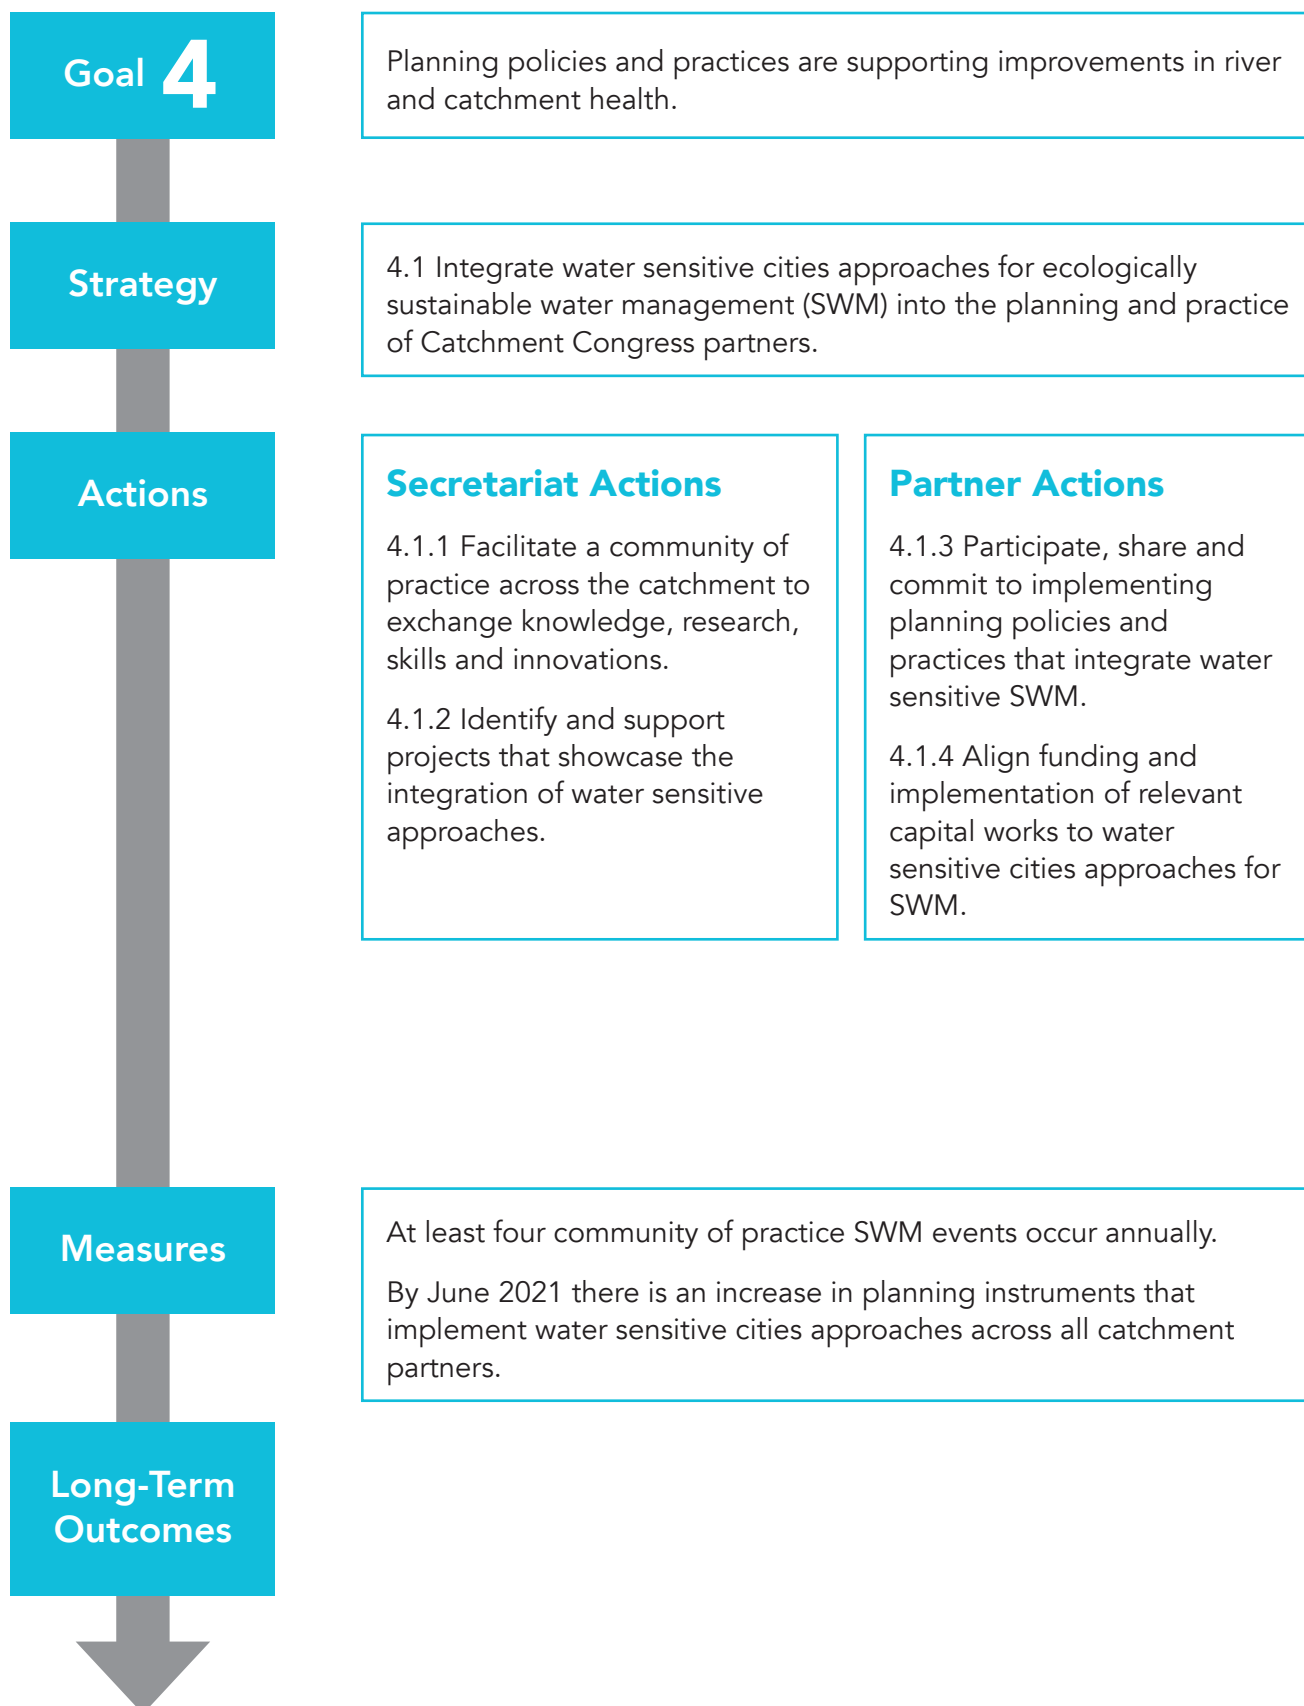 Goal 4
Planning policies and practices are supporting improvements in river
and catchment health.
Strategy
4.1 Integrate water sensitive cities approaches for ecologically
sustainable water management (SWM) into the planning and practice
of Catchment Congress partners.
Actions
Secretariat Actions
4.1.1 Facilitate a community of
practice across the catchment to
exchange knowledge, research,
skills and innovations.
4.1.2 Identify and support
projects that showcase the
integration of water sensitive
approaches.
Partner Actions
4.1.3 Participate, share and
commit to implementing
planning policies and
practices that integrate water
sensitive SWM.
4.1.4 Align funding and
implementation of relevant
capital works to water
sensitive cities approaches for
SWM.
Measures
At least four community of practice SWM events occur annually.
By June 2021 there is an increase in planning instruments that
implement water sensitive cities approaches across all catchment
partners.
Long-Term
Outcomes